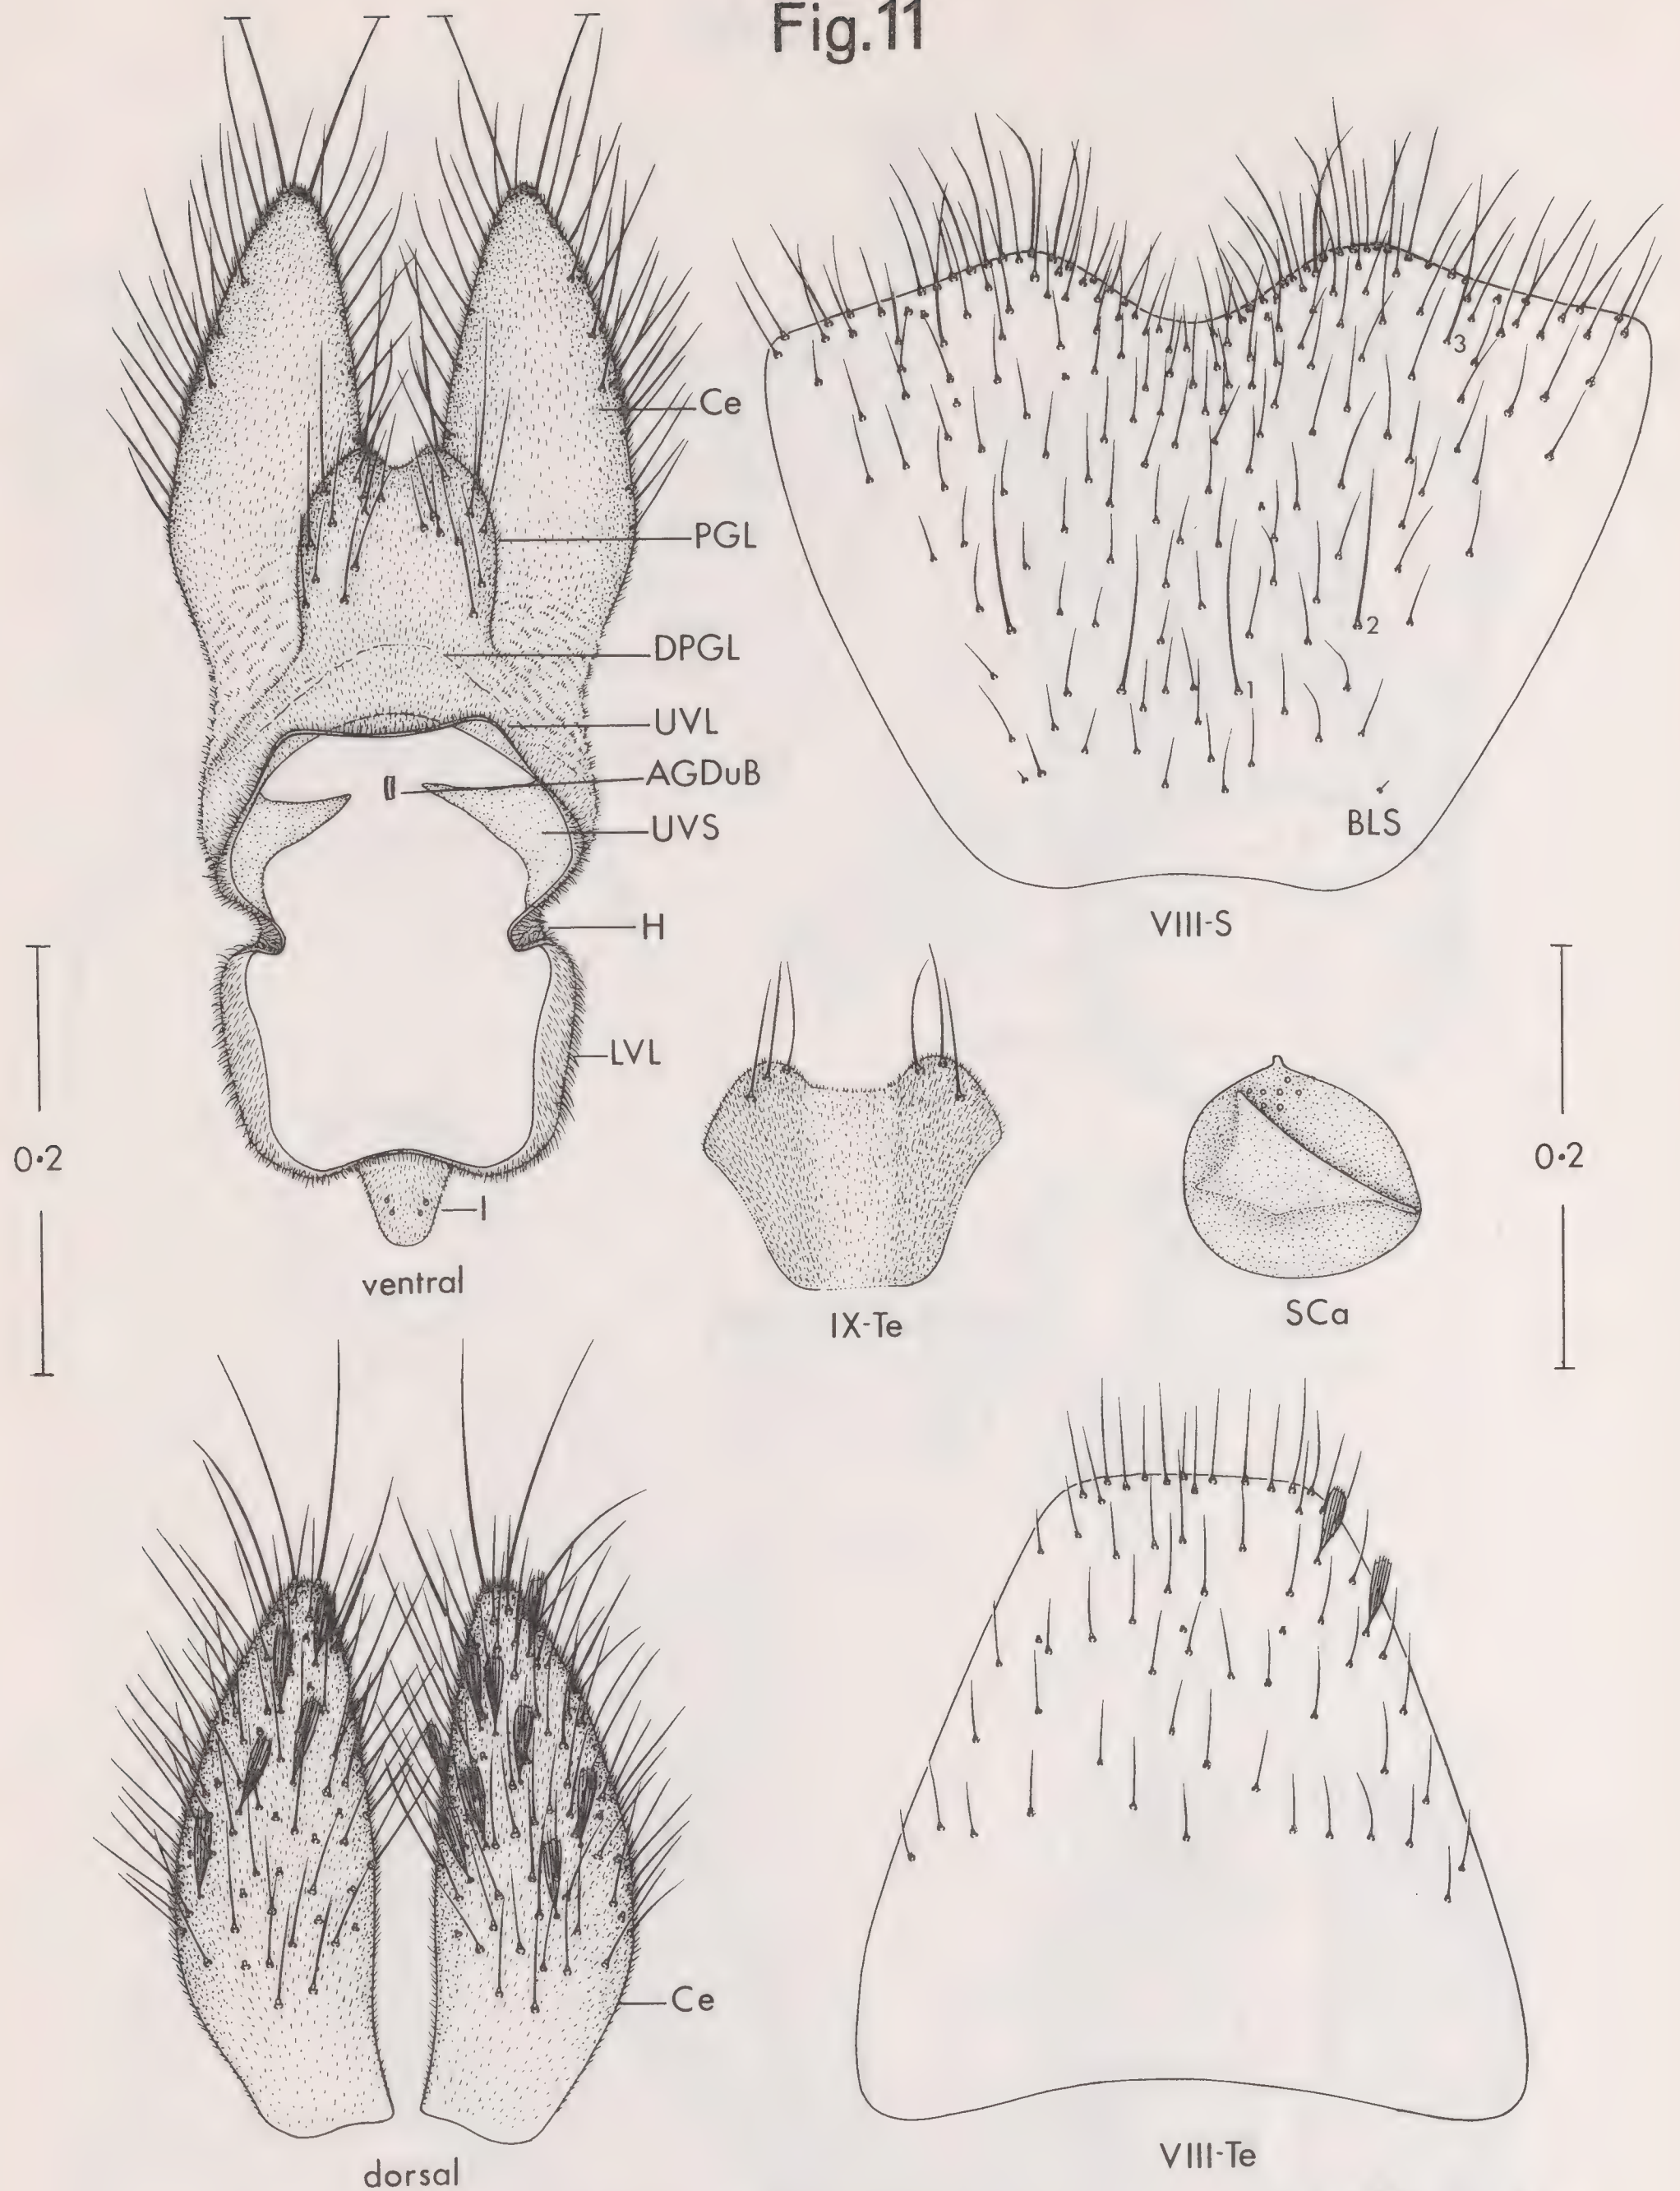 Fig.11
Ce
PGL
DPGL
UVL
AGDuB
UVS
H
LVL
I
ventral
3
2
1
BLS
VIII-S
0·2
IX-Te
SCa
0·2
Ce
dorsal
VIII-Te